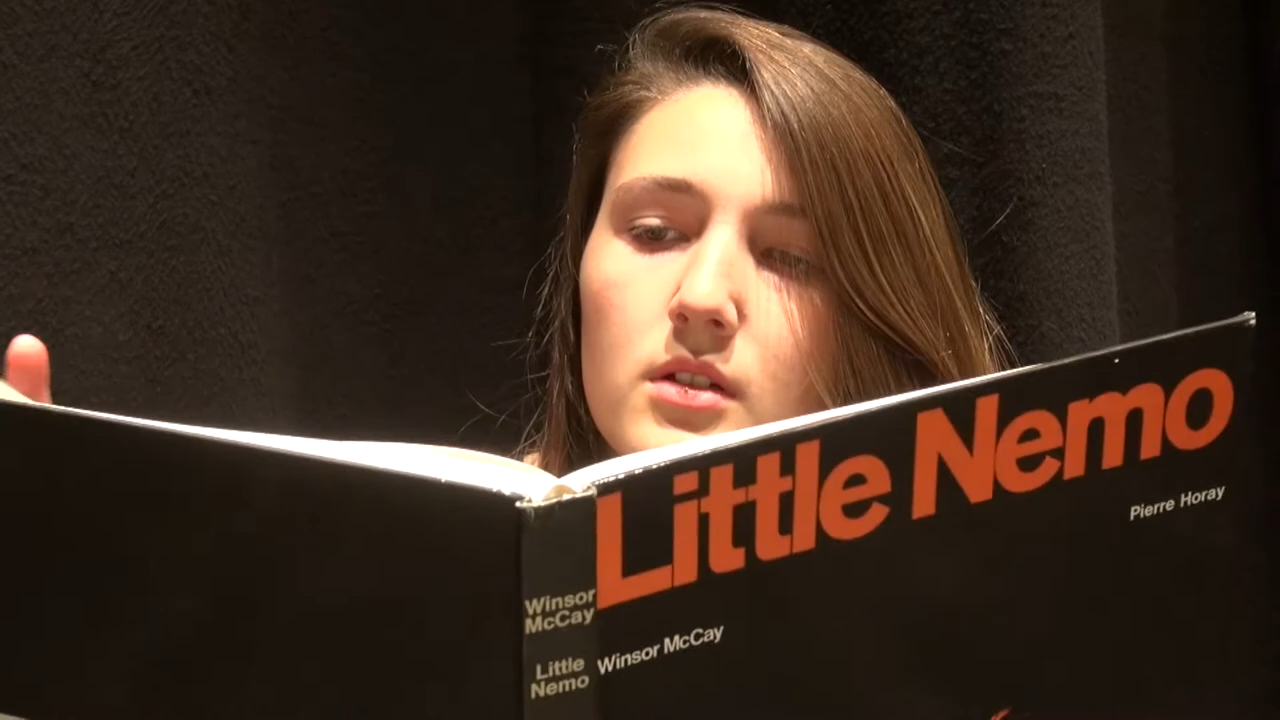 Little Nemo
Pierre Horay
Winsor McCay
Winsor
McCay
Little
Nemo